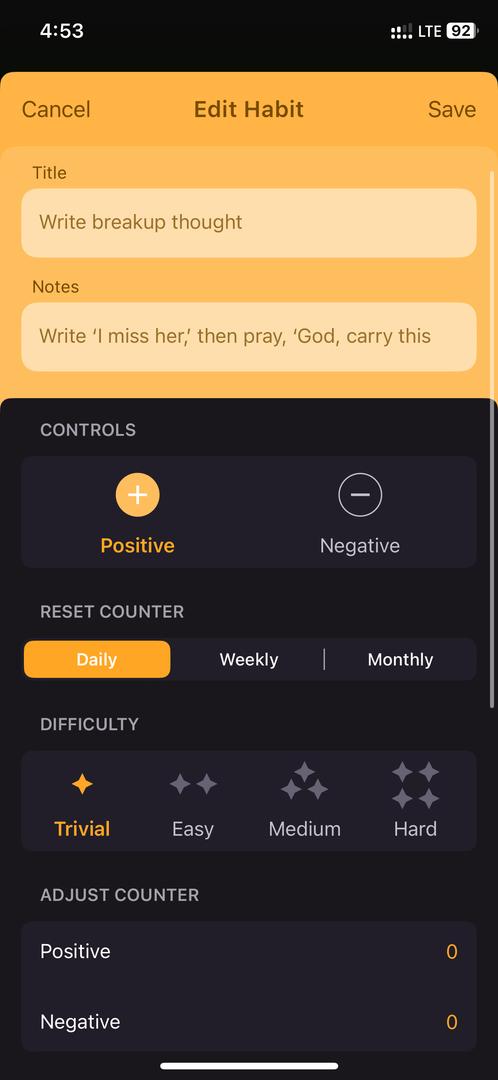 4:53
LTE 92
Cancel Edit Habit Save
Title
Write breakup thought
Notes
Write ‘I miss her,’ then pray, ‘God, carry this
CONTROLS
Positive Negative
RESET COUNTER
Daily Weekly Monthly
DIFFICULTY
Trivial Easy Medium Hard
ADJUST COUNTER
Positive 0
Negative 0